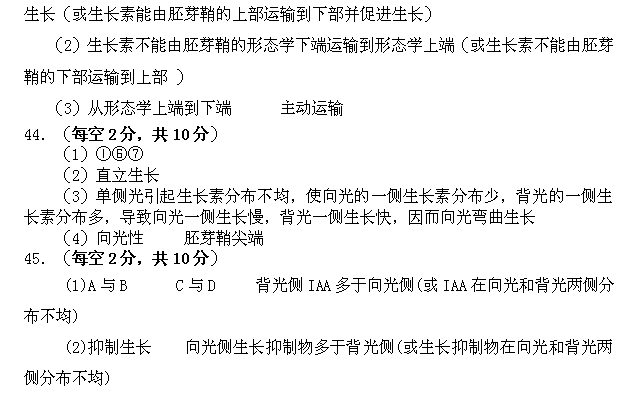 生长（或生长素能由胚芽鞘的上部运输到下部并促进生长）
（2）生长素不能由胚芽鞘的形态学下端运输到形态学上端（或生长素不能由胚芽
鞘的下部运输到上部 ）
（3）从形态学上端到下端 主动运输
44. （每空2分，共10分）
（1）①⑥⑦
（2）直立生长
（3）单侧光引起生长素分布不均，使向光的一侧生长素分布少，背光的一侧生
长素分布多，导致向光一侧生长慢，背光一侧生长快，因而向光弯曲生长
（4）向光性 胚芽鞘尖端
45. （每空2分，共10分）
(1)A与B C与D 背光侧IAA多于向光侧(或IAA在向光和背光两侧分
布不均)
(2)抑制生长 向光侧生长抑制物多于背光侧(或生长抑制物在向光和背光两
侧分布不均)